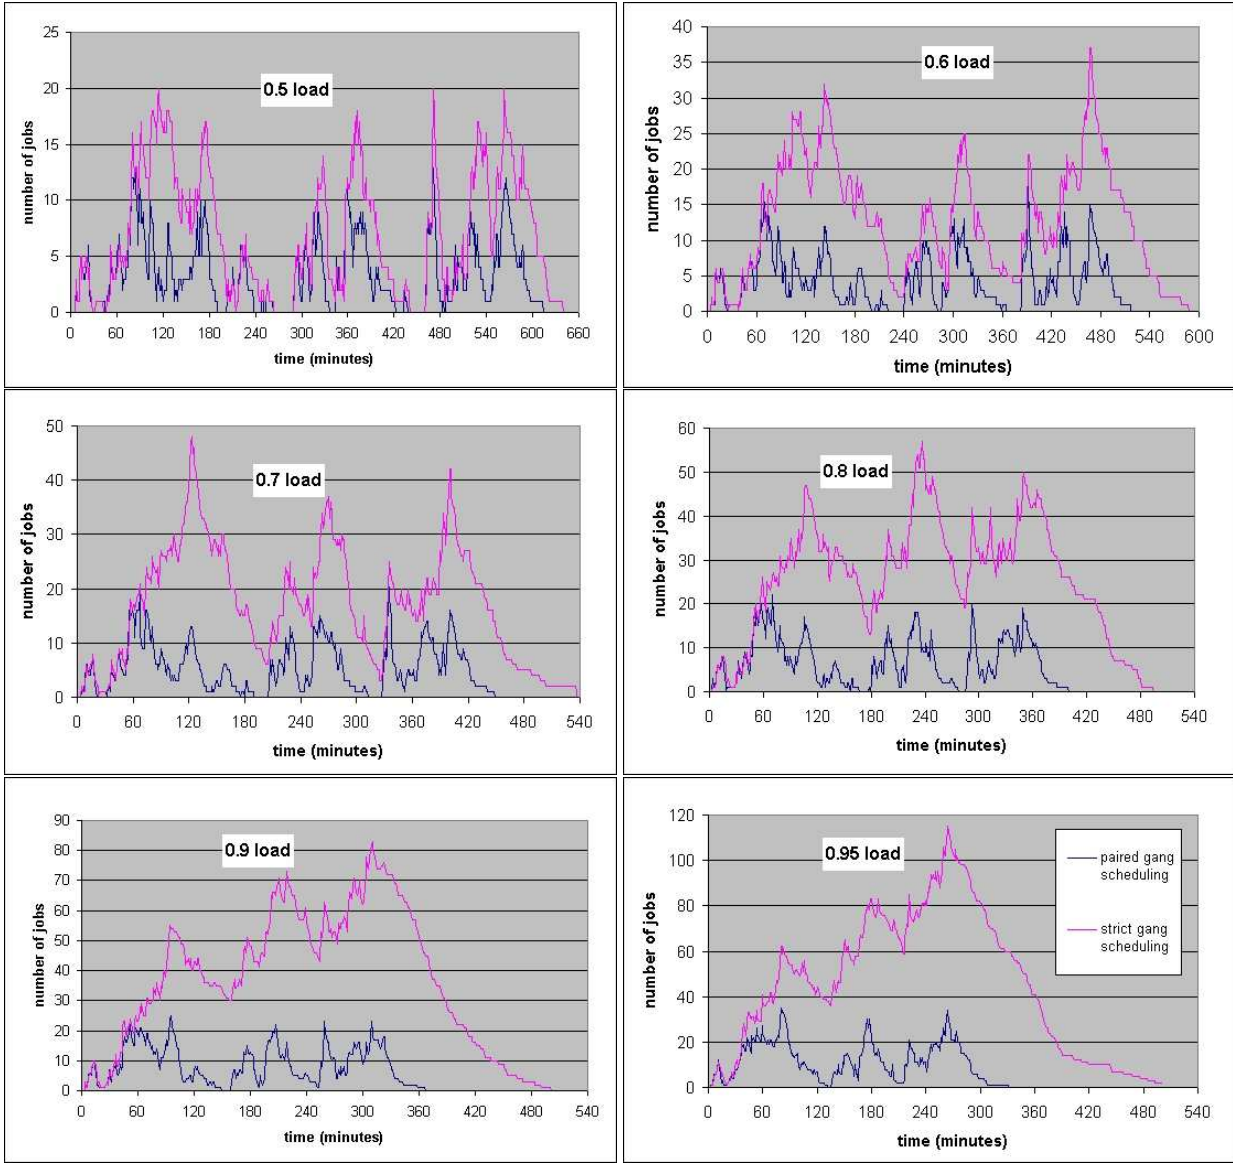 0.5 load
number of jobs
25
20
15
10
5
0
0 60 120 180 240 300 360 420 480 540 600 660
time (minutes)
0.6 load
number of jobs
40
35
30
25
20
15
10
5
0
0 60 120 180 240 300 360 420 480 540 600
time (minutes)
0.7 load
number of jobs
50
40
30
20
10
0
0 60 120 180 240 300 360 420 480 540
time (minutes)
0.8 load
number of jobs
60
50
40
30
20
10
0
0 60 120 180 240 300 360 420 480 540
time (minutes)
0.9 load
number of jobs
90
80
70
60
50
40
30
20
10
0
0 60 120 180 240 300 360 420 480 540
time (minutes)
0.95 load
number of jobs
120
100
80
60
40
20
0
0 60 120 180 240 300 360 420 480 540
time (minutes)
paired gang
scheduling
strict gang
scheduling